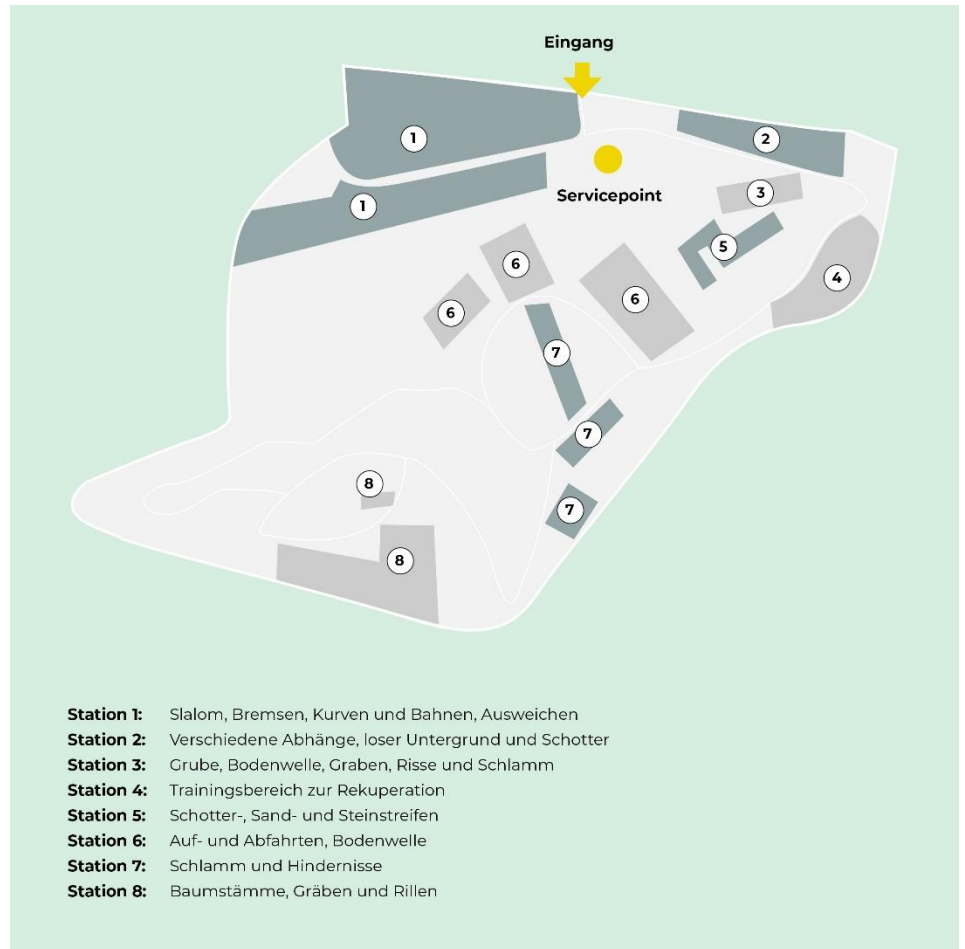 Eingang
1
2
Servicepoint
3
1
5
6
4
6
6
7
7
8
7
8
Station 1: Slalom, Bremsen, Kurven und Bahnen, Ausweichen
Station 2: Verschiedene Abhänge, loser Untergrund und Schotter
Station 3: Grube, Bodenwelle, Graben, Risse und Schlamm
Station 4: Trainingsbereich zur Rekuperation
Station 5: Schotter-, Sand- und Steinstreifen
Station 6: Auf- und Abfahrten, Bodenwelle
Station 7: Schlamm und Hindernisse
Station 8: Baumstämme, Gräben und Rillen